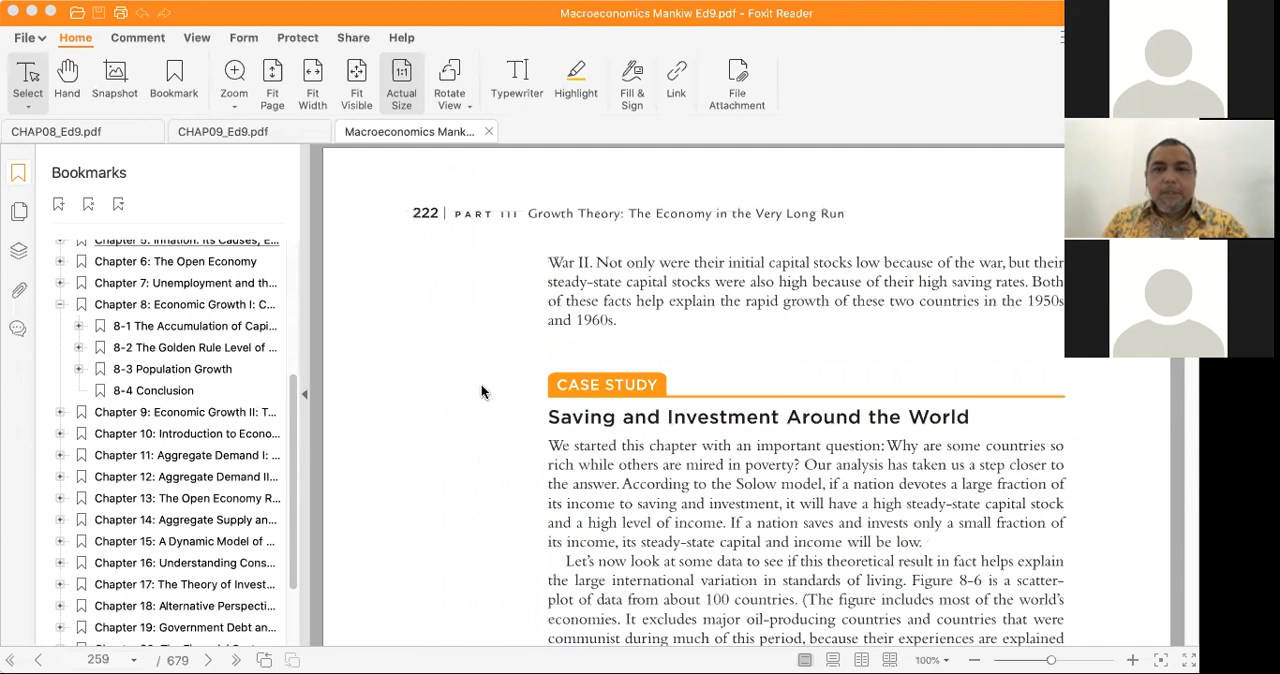 Macroeconomics Mankiw Ed9.pdf - Foxit Reader
File Home Comment View Form Protect Share Help
Select Hand Snapshot Bookmark Zoom Fit Page Fit Width Fit Visible Actual Size Rotate View Typewriter Highlight Fill & Sign Link File Attachment
CHAP08_Ed9.pdf CHAP09_Ed9.pdf Macroeconomics Mank...
Bookmarks
Chapter 5: Inflation: Its Causes, E...
Chapter 6: The Open Economy
Chapter 7: Unemployment and th...
Chapter 8: Economic Growth I: C...
8-1 The Accumulation of Capi...
8-2 The Golden Rule Level of ...
8-3 Population Growth
8-4 Conclusion
Chapter 9: Economic Growth II: T...
Chapter 10: Introduction to Econo...
Chapter 11: Aggregate Demand I: ...
Chapter 12: Aggregate Demand II...
Chapter 13: The Open Economy R...
Chapter 14: Aggregate Supply an...
Chapter 15: A Dynamic Model of ...
Chapter 16: Understanding Cons...
Chapter 17: The Theory of Invest...
Chapter 18: Alternative Perspecti...
Chapter 19: Government Debt an...
222 | PART III Growth Theory: The Economy in the Very Long Run
War II. Not only were their initial capital stocks low because of the war, but their
steady-state capital stocks were also high because of their high saving rates. Both
of these facts help explain the rapid growth of these two countries in the 1950s
and 1960s.
CASE STUDY
Saving and Investment Around the World
We started this chapter with an important question: Why are some countries so
rich while others are mired in poverty? Our analysis has taken us a step closer to
the answer. According to the Solow model, if a nation devotes a large fraction of
its income to saving and investment, it will have a high steady-state capital stock
and a high level of income. If a nation saves and invests only a small fraction of
its income, its steady-state capital and income will be low.
Let's now look at some data to see if this theoretical result in fact helps explain
the large international variation in standards of living. Figure 8-6 is a scatter-
plot of data from about 100 countries. (The figure includes most of the world's
economies. It excludes major oil-producing countries and countries that were
communist during much of this period, because their experiences are explained
259 / 679
100%